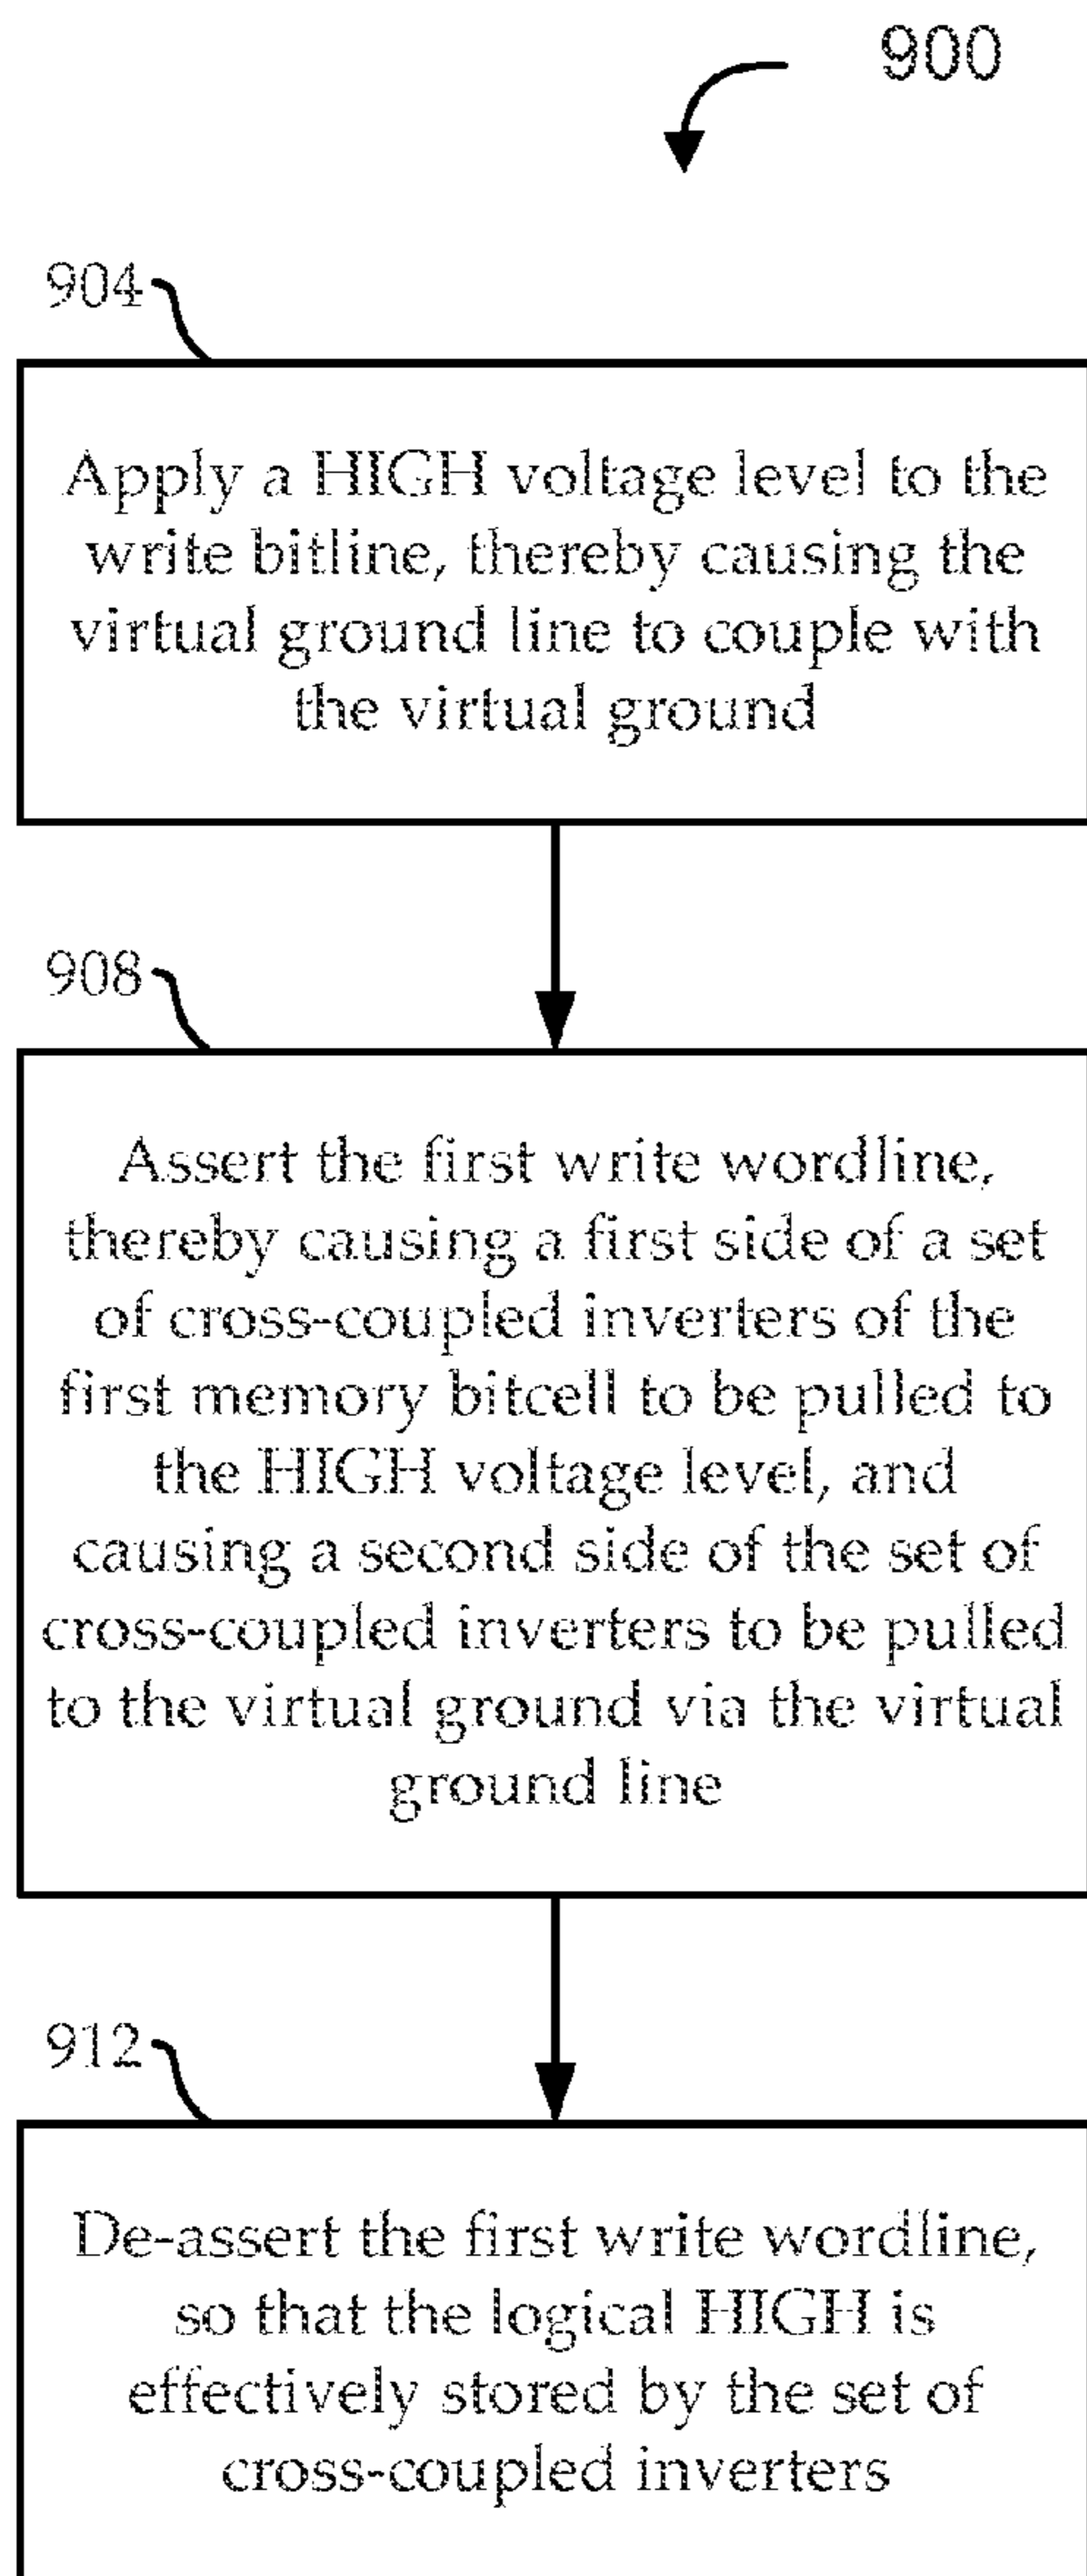 900
904
Apply a HIGH voltage level to the
write bitline, thereby causing the
virtual ground line to couple with
the virtual ground
908
Assert the first write wordline,
thereby causing a first side of a set
of cross-coupled inverters of the
first memory bitcell to be pulled to
the HIGH voltage level, and
causing a second side of the set of
cross-coupled inverters to be pulled
to the virtual ground via the virtual
ground line
912
De-assert the first write wordline,
so that the logical HIGH is
effectively stored by the set of
cross-coupled inverters